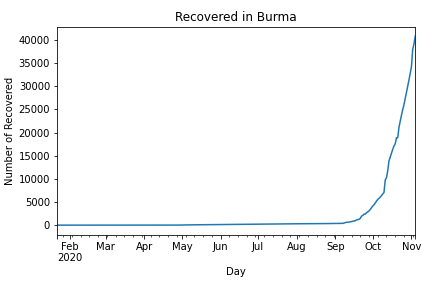 Recovered in Burma
Number of Recovered
40000
35000
30000
25000
20000
15000
10000
5000
0
Feb Mar Apr May Jun Jul Aug Sep Oct Nov
2020
Day